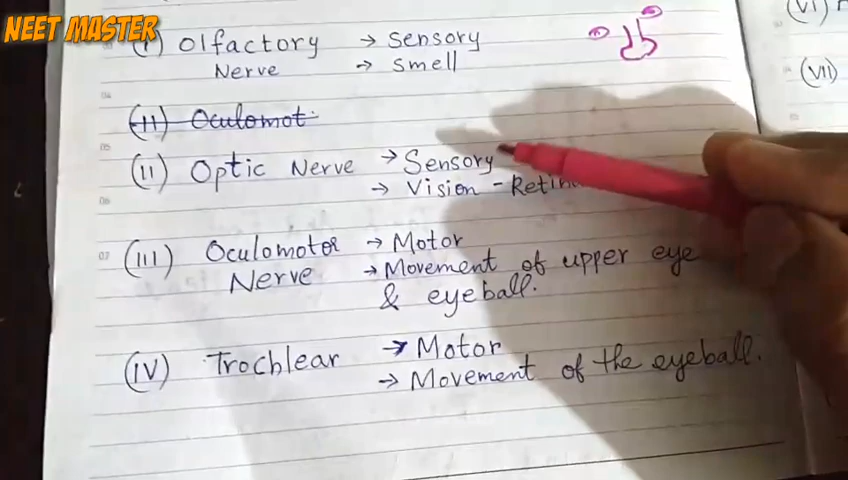 NEET MASTER
(I) Olfactory → Sensory
Nerve → Smell
(II) Oculomot
(II) Optic Nerve → Sensory
→ Vision - Retina
(III) Oculomotor → Motor
Nerve → Movement of upper eye
& eyeball.
(IV) Trochlear → Motor
→ Movement of the eyeball.
(VI)
(VII)